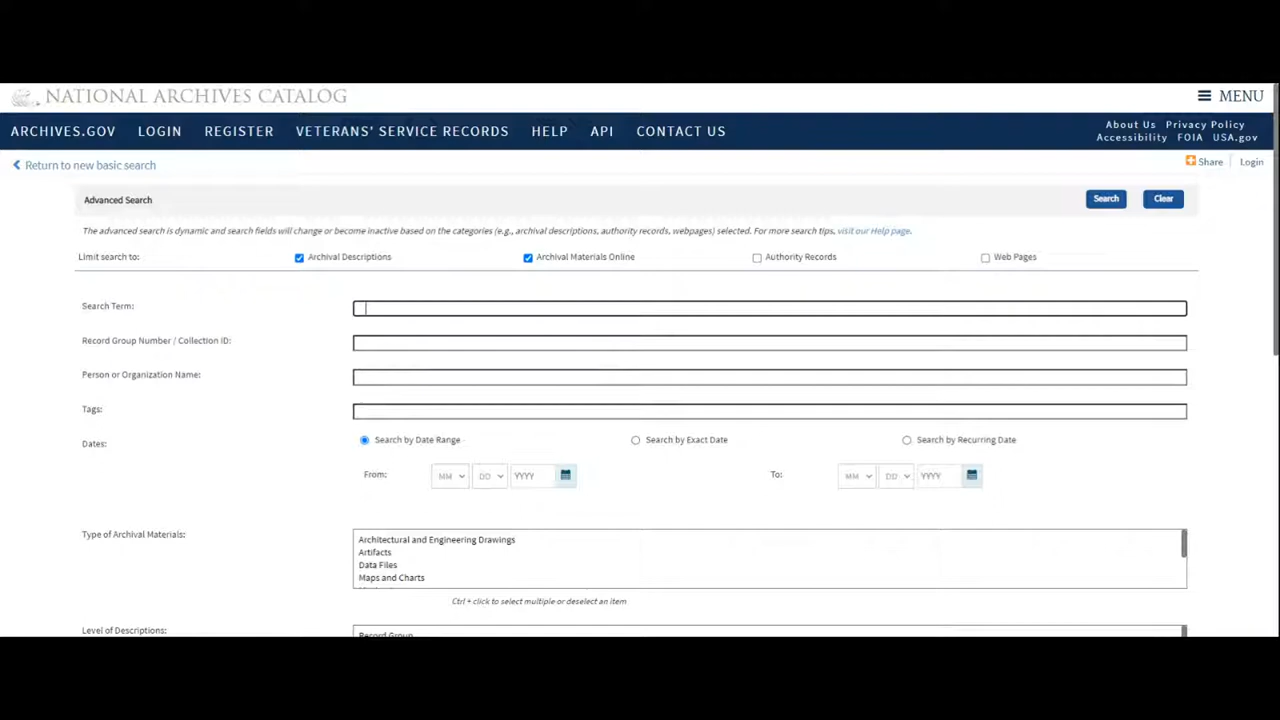 NATIONAL ARCHIVES CATALOG
MENU
ARCHIVES.GOV LOGIN REGISTER VETERANS' SERVICE RECORDS HELP API CONTACT US
About Us Privacy Policy
Accessibility FOIA USA.gov
Return to new basic search
Share Login
Advanced Search
Search Clear
The advanced search is dynamic and search fields will change or become inactive based on the categories (e.g., archival descriptions, authority records, webpages) selected. For more search tips, visit our Help page.
Limit search to: Archival Descriptions Archival Materials Online Authority Records Web Pages
Search Term:
Record Group Number / Collection ID:
Person or Organization Name:
Tags:
Dates: Search by Date Range Search by Exact Date Search by Recurring Date
From: MM DD YYYY To: MM DD YYYY
Type of Archival Materials:
Architectural and Engineering Drawings
Artifacts
Data Files
Maps and Charts
Ctrl + click to select multiple or deselect an item
Level of Descriptions:
Record Group